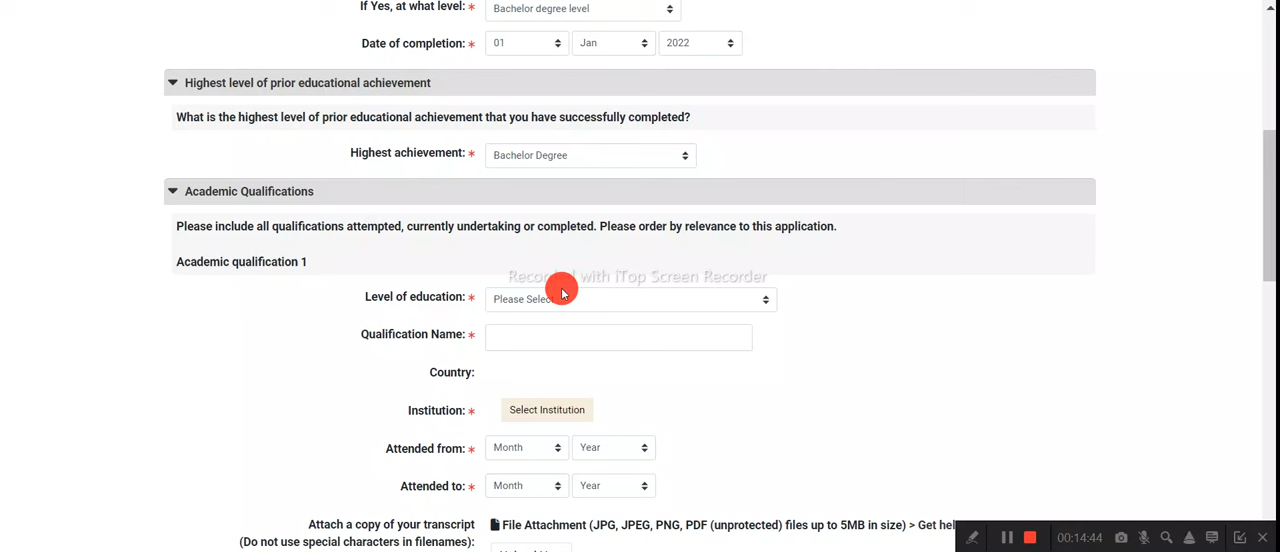 If Yes, at what level: * Bachelor degree level
Date of completion: * 01 Jan 2022
Highest level of prior educational achievement
What is the highest level of prior educational achievement that you have successfully completed?
Highest achievement: * Bachelor Degree
Academic Qualifications
Please include all qualifications attempted, currently undertaking or completed. Please order by relevance to this application.
Academic qualification 1
Recorded with iTop Screen Recorder
Level of education: * Please Select
Qualification Name: *
Country:
Institution: * Select Institution
Attended from: * Month Year
Attended to: * Month Year
Attach a copy of your transcript File Attachment (JPG, JPEG, PNG, PDF (unprotected) files up to 5MB in size) > Get
(Do not use special characters in filenames):
00:14:44